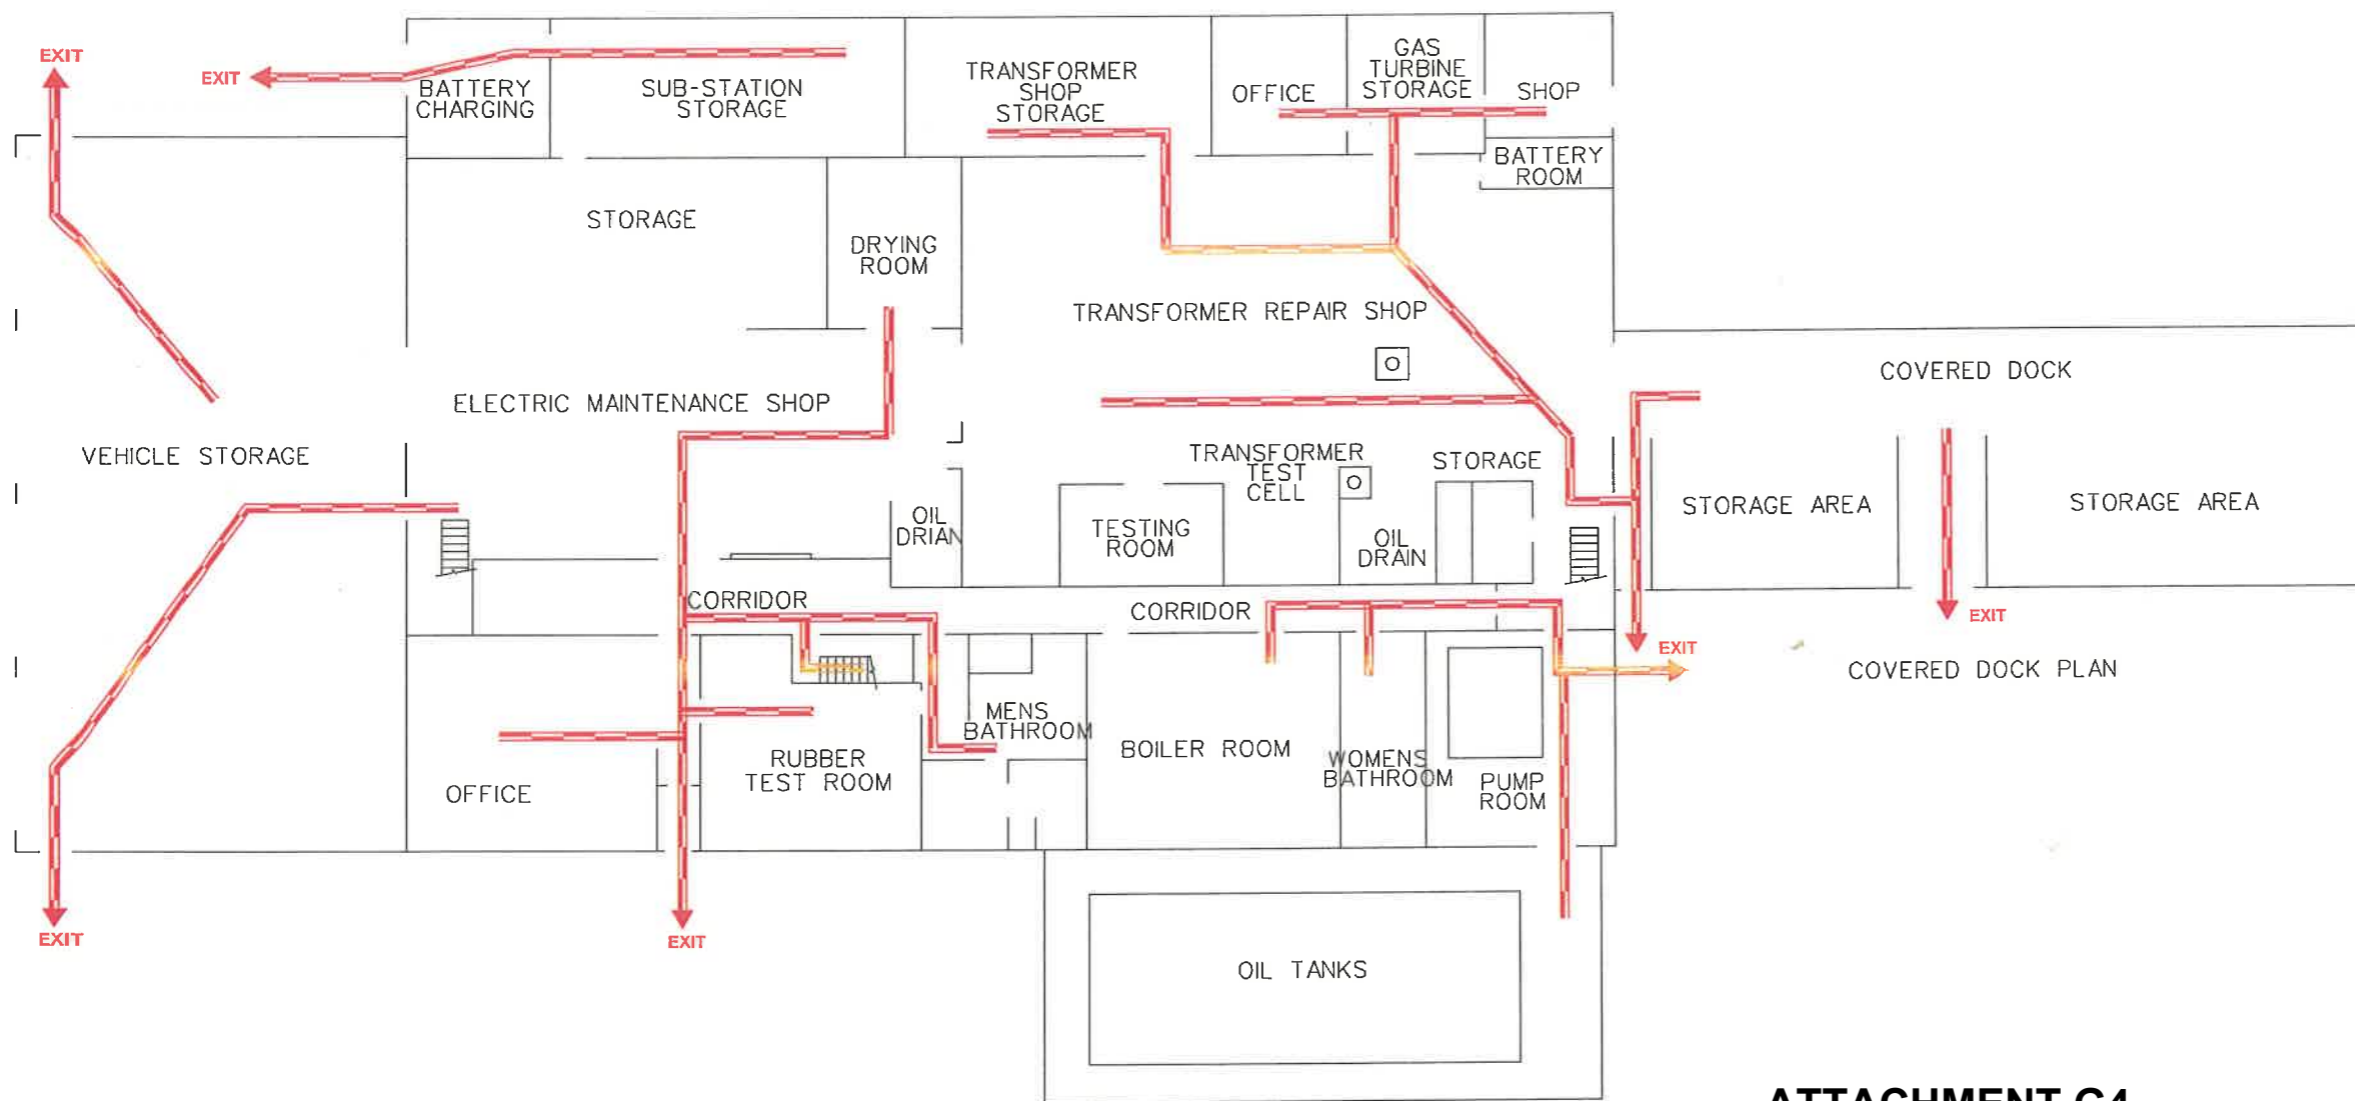 EXIT
EXIT
BATTERY
CHARGING
SUB-STATION
STORAGE
TRANSFORMER
SHOP
STORAGE
OFFICE
GAS
TURBINE
STORAGE
SHOP
BATTERY
ROOM
STORAGE
DRYING
ROOM
TRANSFORMER REPAIR SHOP
COVERED DOCK
ELECTRIC MAINTENANCE SHOP
VEHICLE STORAGE
TRANSFORMER
TEST
CELL
STORAGE
STORAGE AREA
STORAGE AREA
OIL
DRIAN
TESTING
ROOM
OIL
DRAIN
CORRIDOR
CORRIDOR
EXIT
EXIT
COVERED DOCK PLAN
MENS
BATHROOM
RUBBER
TEST ROOM
BOILER ROOM
WOMENS
BATHROOM
PUMP
ROOM
OFFICE
EXIT
EXIT
OIL TANKS
ATTACHMENT G4